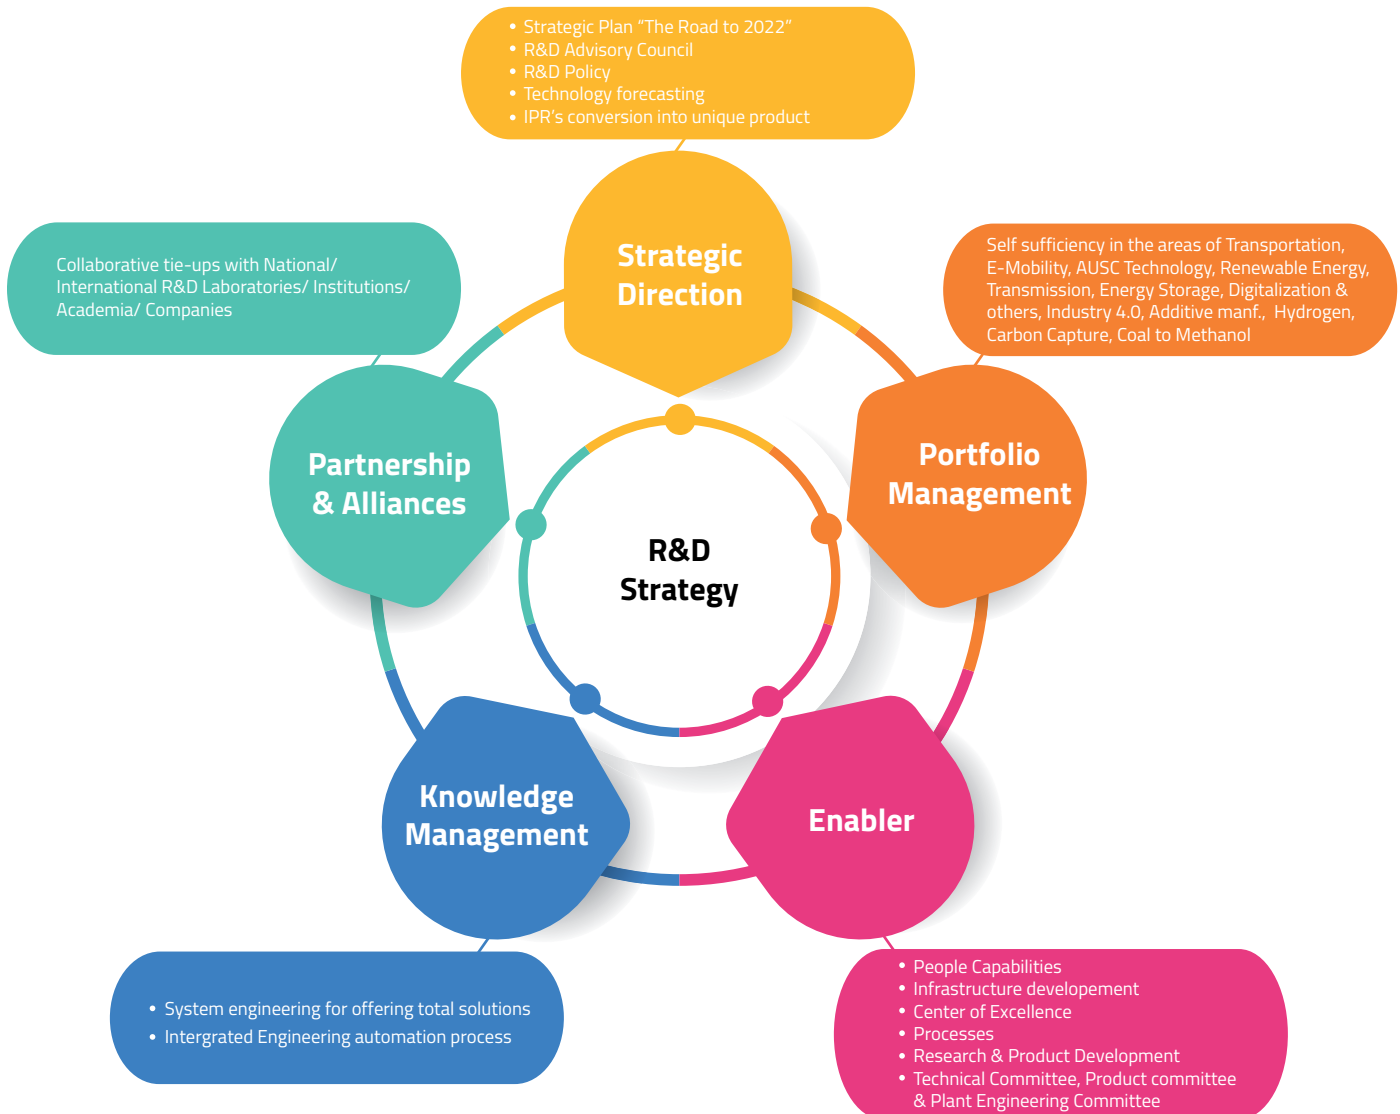 • Strategic Plan “The Road to 2022”
• R&D Advisory Council
• R&D Policy
• Technology forecasting
• IPR's conversion into unique product
Strategic
Direction
Collaborative tie-ups with National/
International R&D Laboratories/ Institutions/
Academia/ Companies
Partnership
& Alliances
Self sufficiency in the areas of Transportation,
E-Mobility, AUSC Technology, Renewable Energy,
Transmission, Energy Storage, Digitalization &
others, Industry 4.0, Additive manf., Hydrogen,
Carbon Capture, Coal to Methanol
Portfolio
Management
R&D
Strategy
Knowledge
Management
• System engineering for offering total solutions
• Intergrated Engineering automation process
Enabler
• People Capabilities
• Infrastructure developement
• Center of Excellence
• Processes
• Research & Product Development
• Technical Committee, Product committee
& Plant Engineering Committee